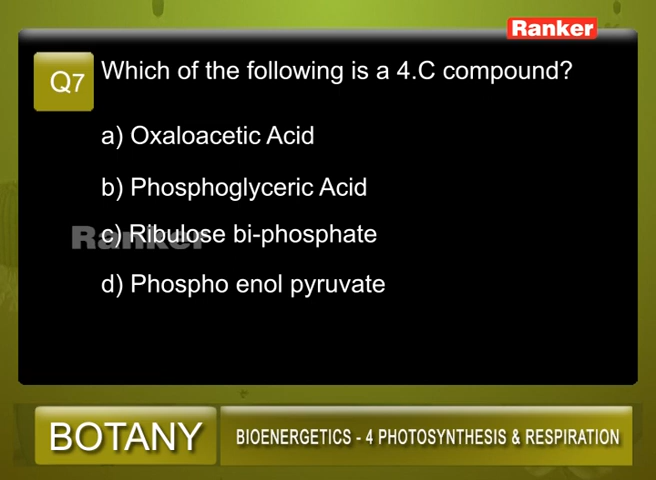 Ranker
Q7
Which of the following is a 4.C compound?
a) Oxaloacetic Acid
b) Phosphoglyceric Acid
Ranker
c) Ribulose bi-phosphate
d) Phospho enol pyruvate
BOTANY
BIOENERGETICS - 4 PHOTOSYNTHESIS & RESPIRATION